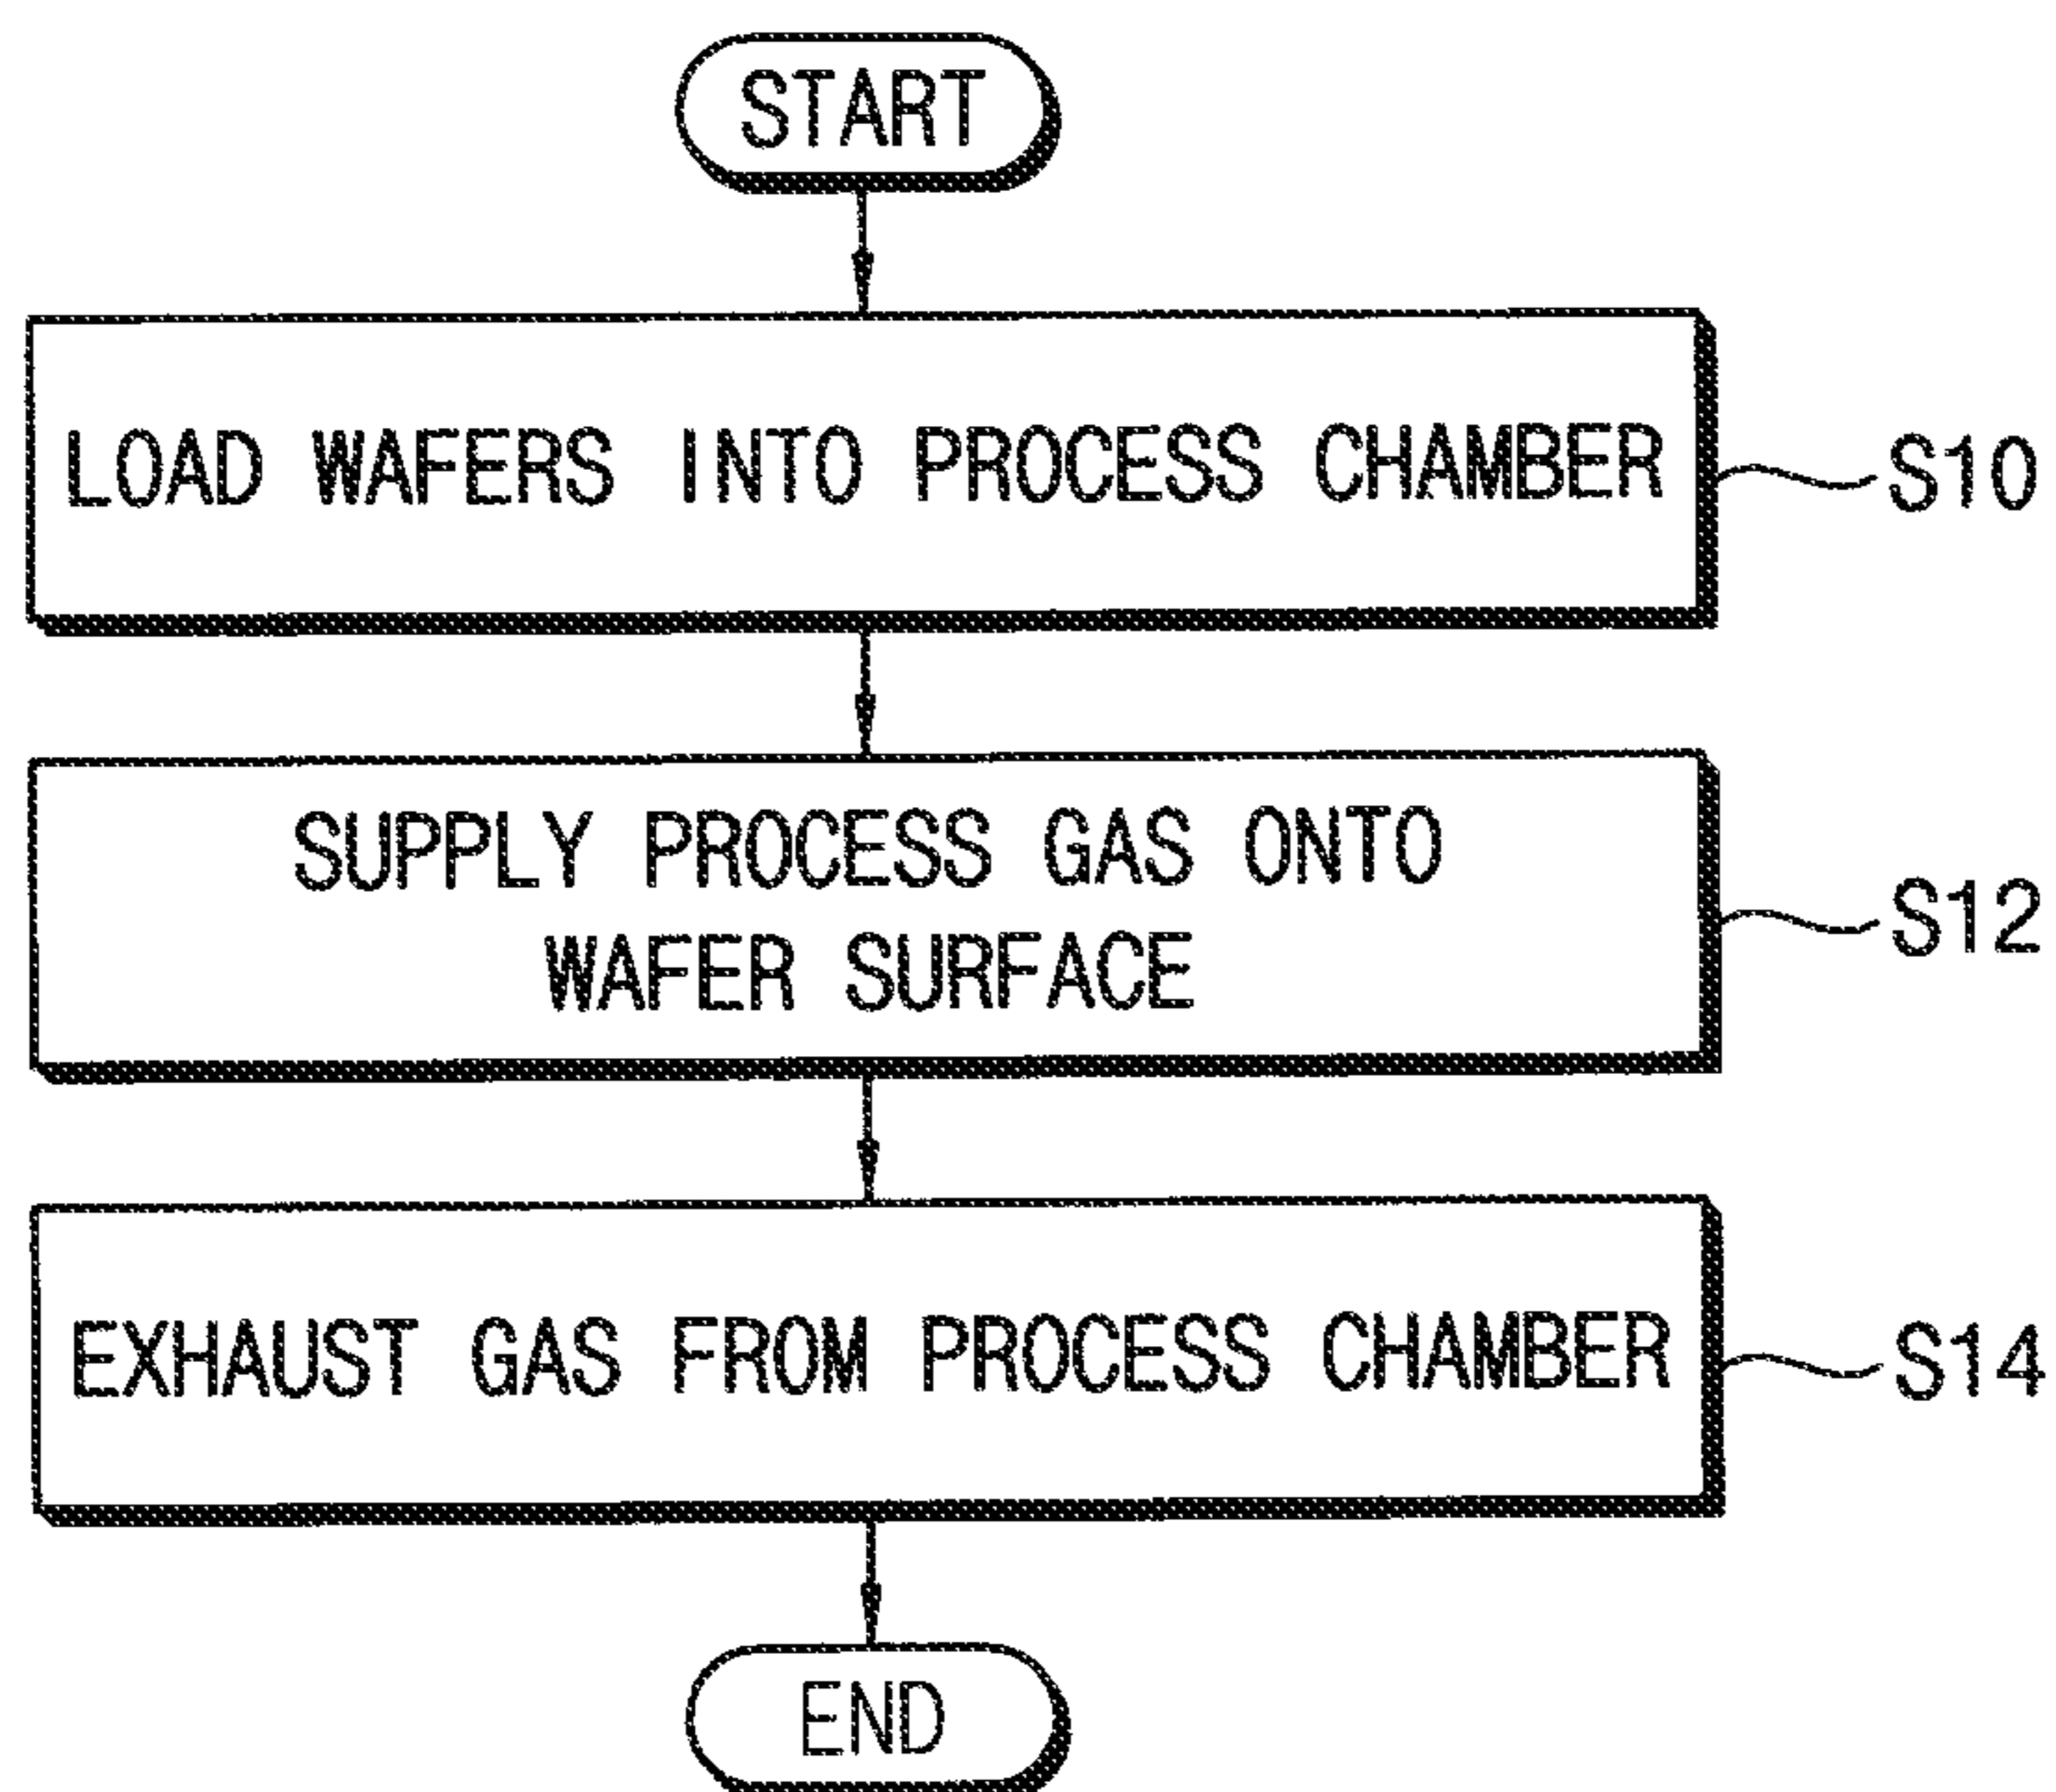 START
LOAD WAFERS INTO PROCESS CHAMBER
S10
SUPPLY PROCESS GAS ONTO
WAFER SURFACE
S12
EXHAUST GAS FROM PROCESS CHAMBER
S14
END